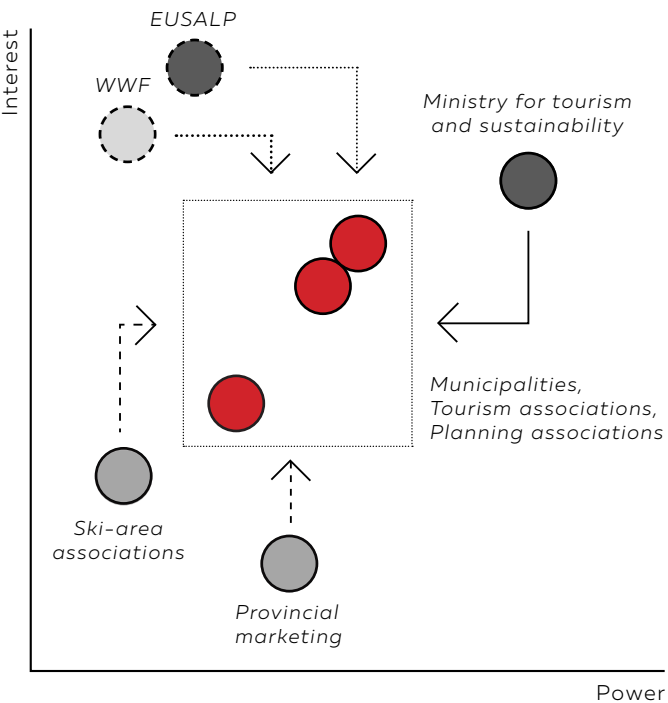 EUSALP
Interest
WWF
Ministry for tourism
and sustainability
Municipalities,
Tourism associations,
Planning associations
Ski-area
associations
Provincial
marketing
Power